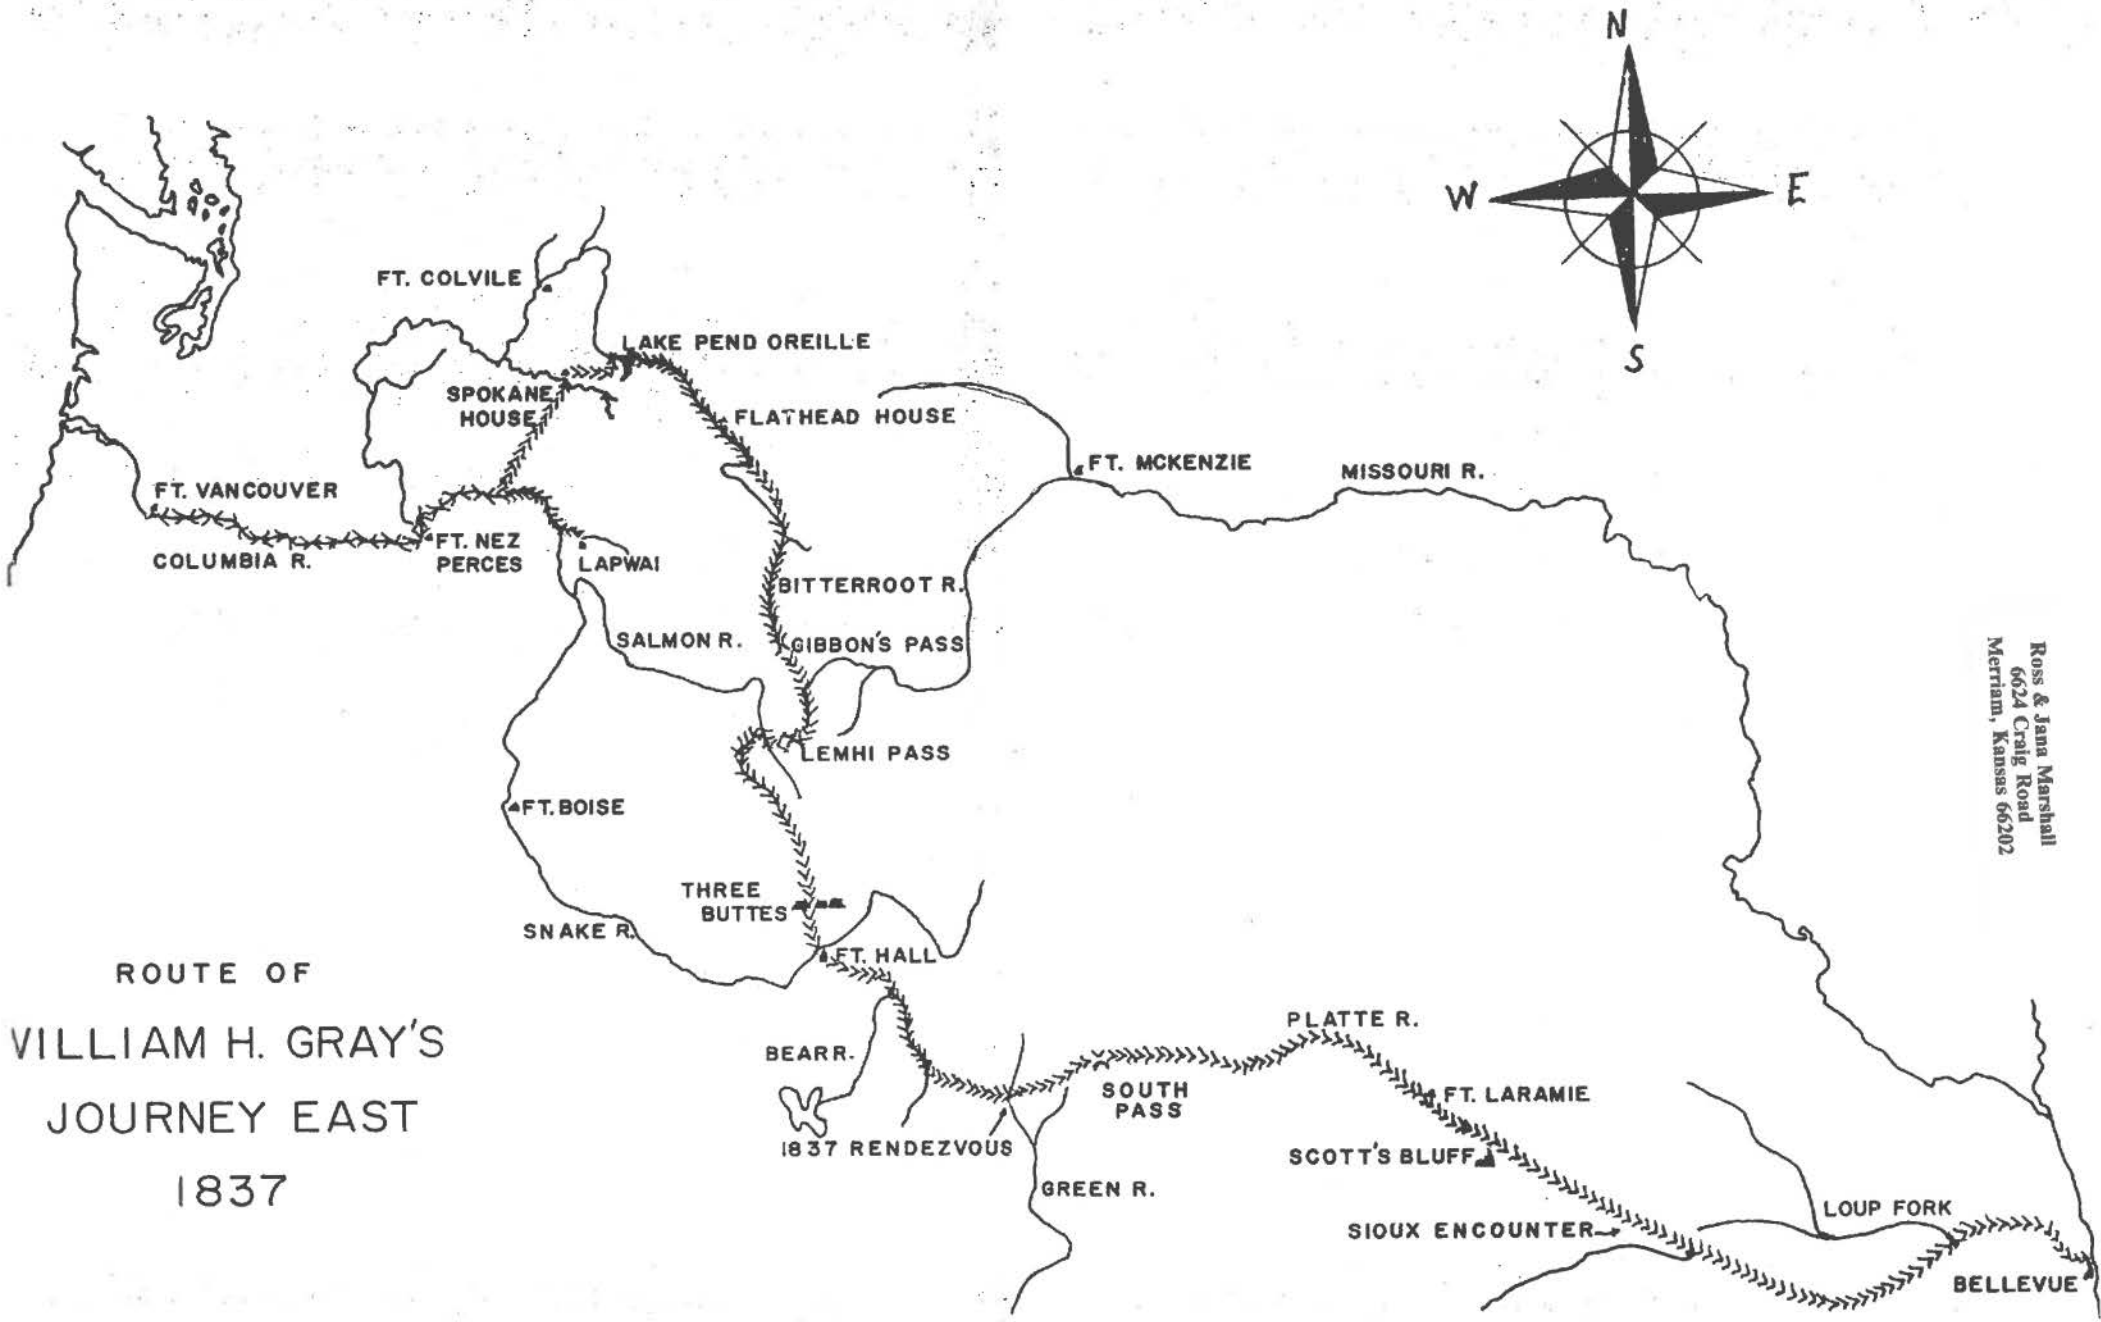 N
W
E
S
FT. COLVILE
LAKE PEND OREILLE
SPOKANE
HOUSE
FLATHEAD HOUSE
FT. MCKENZIE
MISSOURI R.
FT. VANCOUVER
COLUMBIA R.
FT. NEZ
PERCES
LAPWAI
BITTERROOT R.
SALMON R.
GIBBON'S PASS
LEMHI PASS
FT. BOISE
THREE
BUTTES
SNAKE R.
FT. HALL
BEAR R.
PLATTE R.
SOUTH
PASS
FT. LARAMIE
1837 RENDEZVOUS
SCOTT'S BLUFF
GREEN R.
SIOUX ENCOUNTER
LOUP FORK
BELLEVUE
ROUTE OF
VILLIAM H. GRAY'S
JOURNEY EAST
1837
Ross & Jana Marshall
6624 Craig Road
Merriam, Kansas 66202